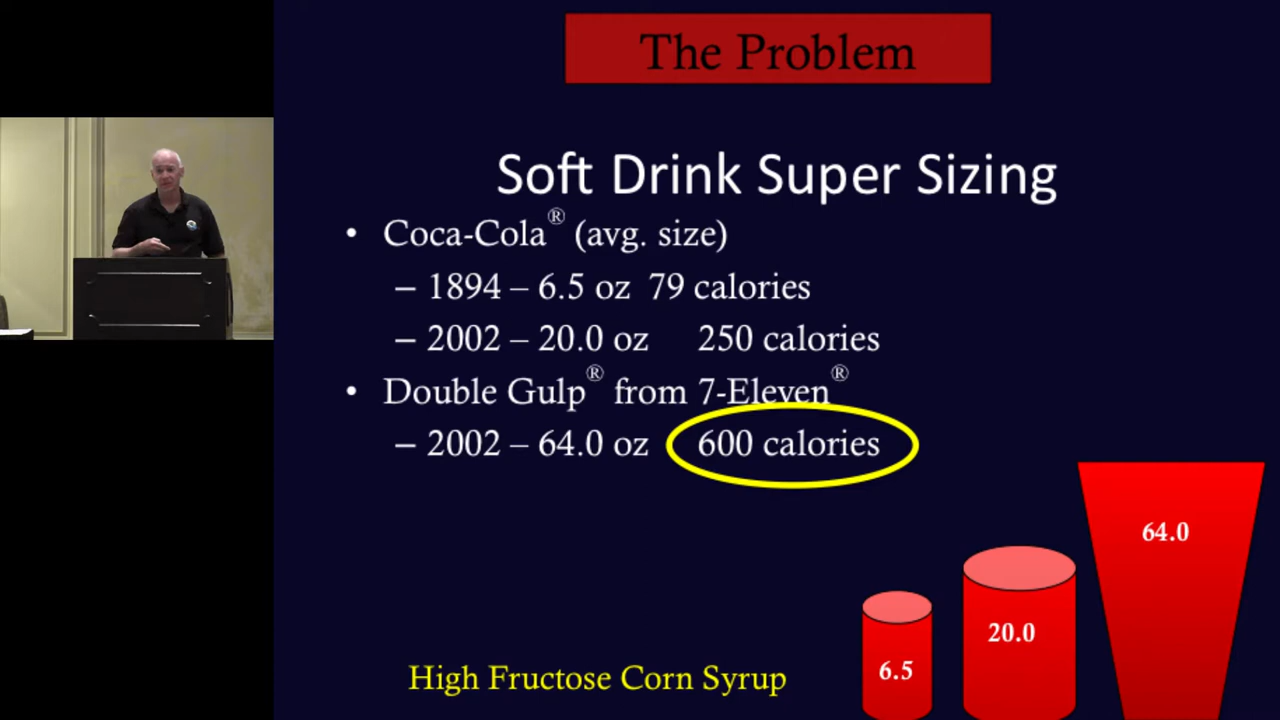 The Problem
Soft Drink Super Sizing
• Coca-Cola® (avg. size)
– 1894 – 6.5 oz 79 calories
– 2002 – 20.0 oz 250 calories
• Double Gulp® from 7-Eleven®
– 2002 – 64.0 oz 600 calories
64.0
20.0
6.5
High Fructose Corn Syrup